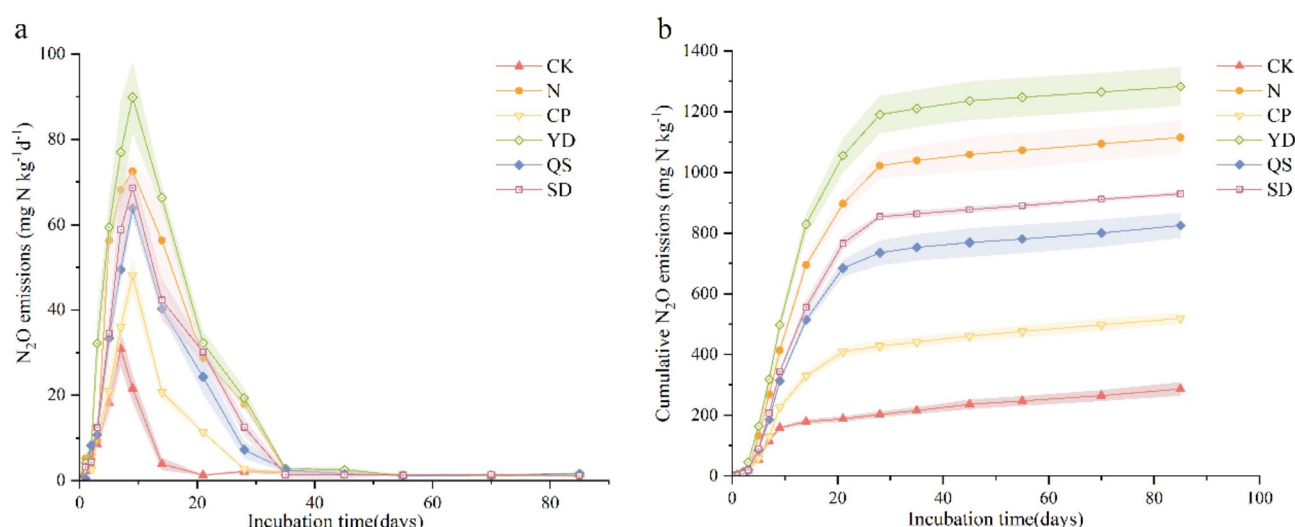 a
N₂O emissions (mg N kg⁻¹d⁻¹)
100
80
60
40
20
0
0
20
40
60
80
Incubation time(days)
CK
N
CP
YD
QS
SD
b
Cumulative N₂O emissions (mg N kg⁻¹)
1400
1200
1000
800
600
400
200
0
0
20
40
60
80
100
Incubation time(days)
CK
N
CP
YD
QS
SD